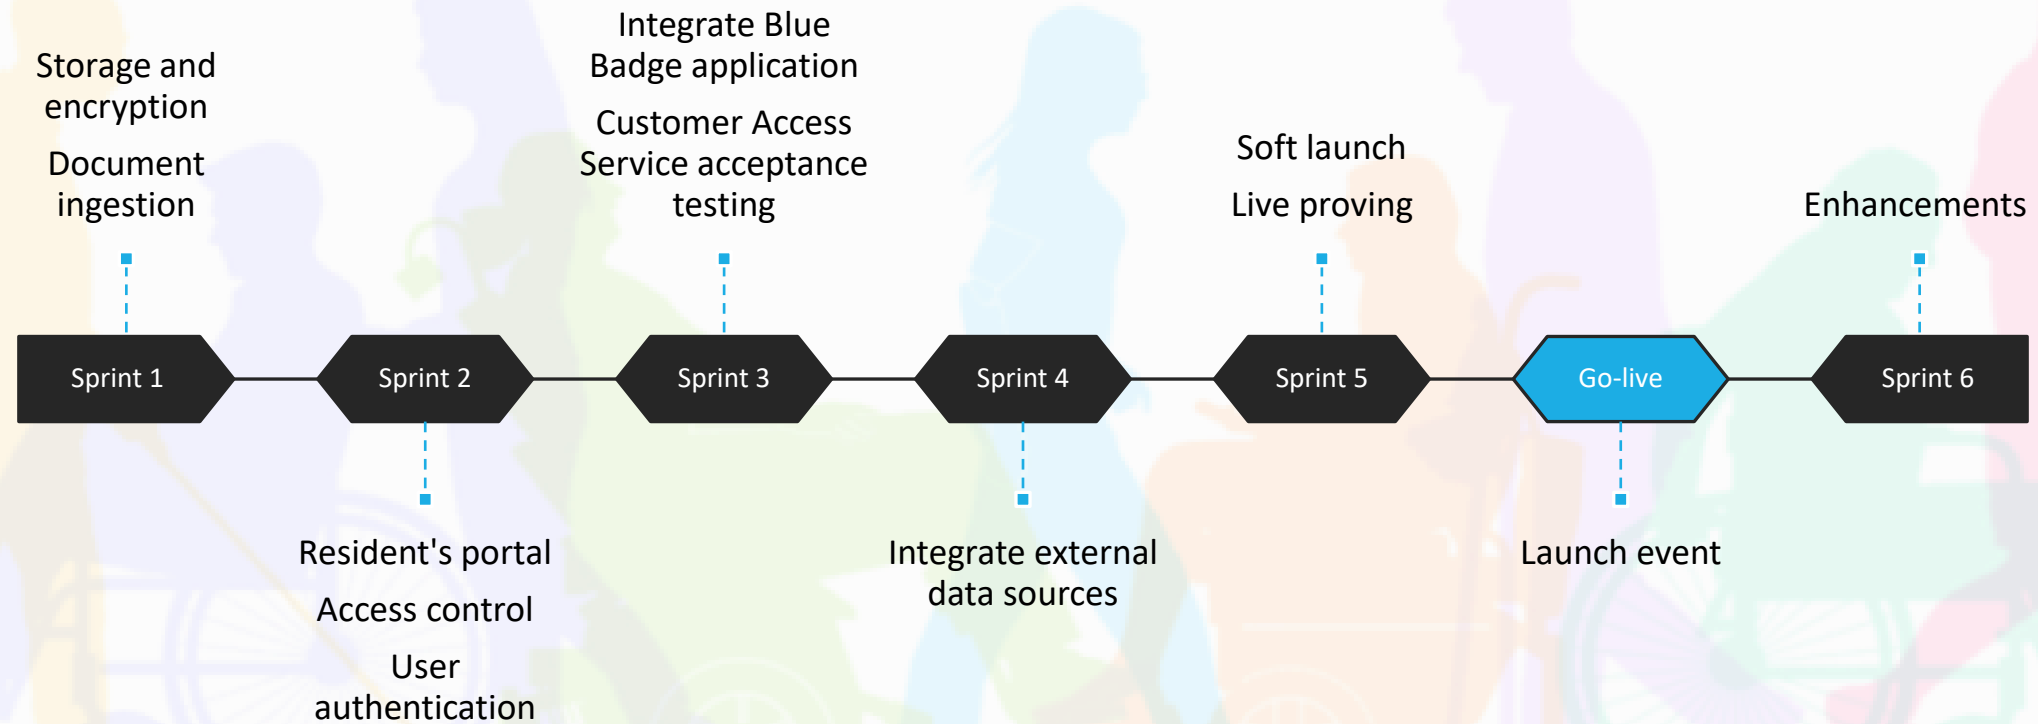 Storage and
encryption
Document
ingestion
Integrate Blue
Badge application
Customer Access
Service acceptance
testing
Soft launch
Live proving
Enhancements
Sprint 1
Sprint 2
Sprint 3
Sprint 4
Sprint 5
Go-live
Sprint 6
Resident's portal
Access control
User
authentication
Integrate external
data sources
Launch event